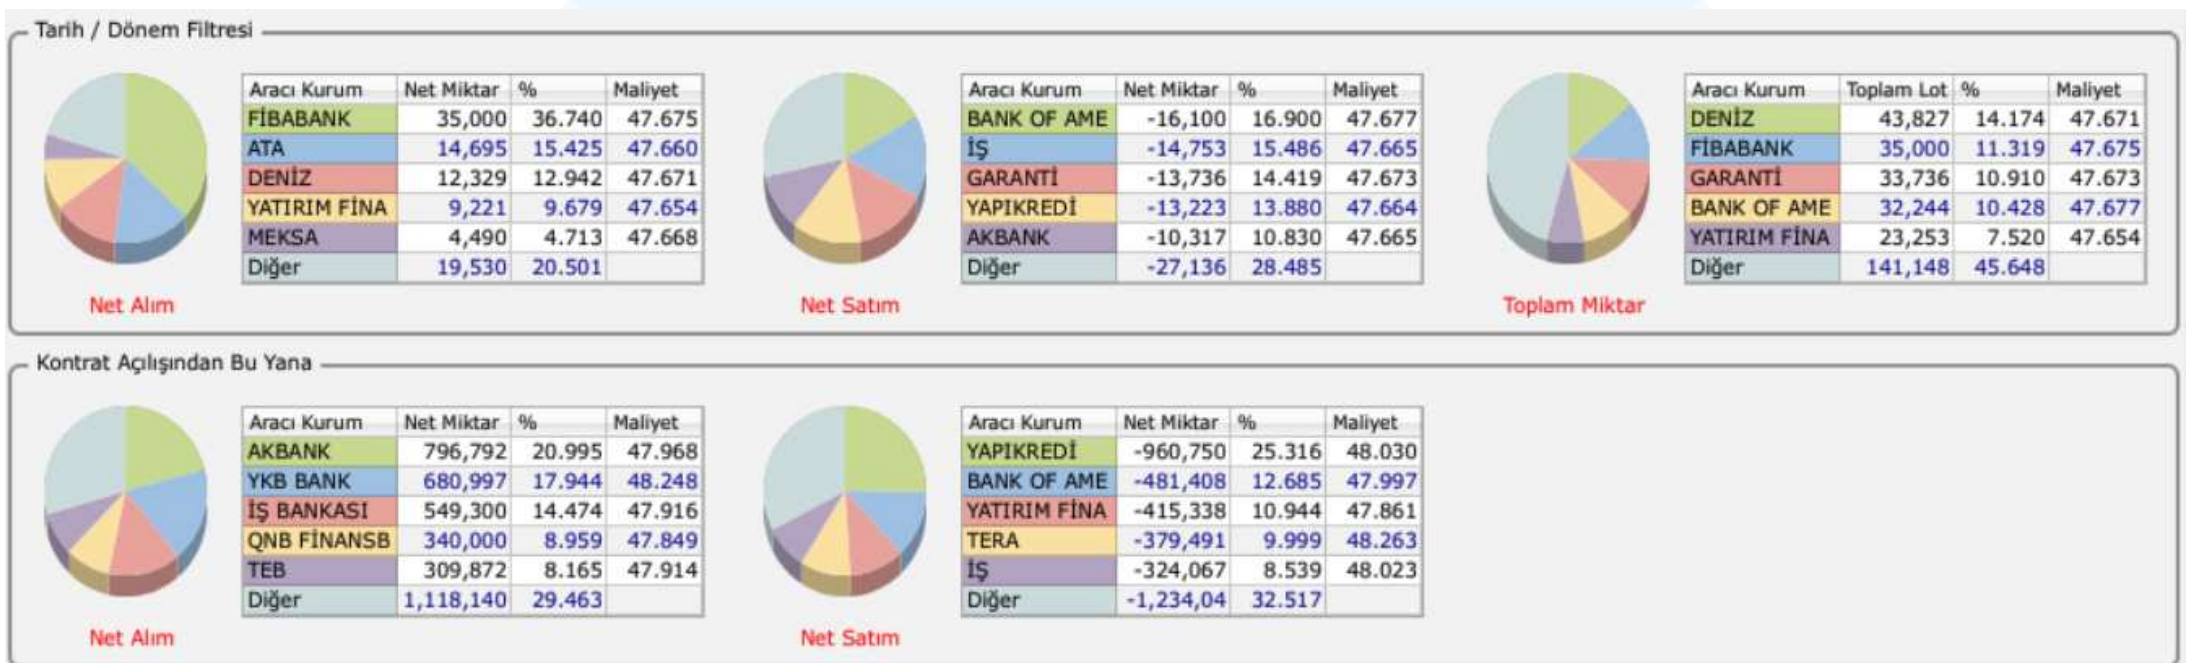 Tarih / Dönem Filtresi
Aracı Kurum Net Miktar % Maliyet
FİBABANK 35,000 36.740 47.675
ATA 14,695 15.425 47.660
DENİZ 12,329 12.942 47.671
YATIRIM FİNA 9,221 9.679 47.654
MEKSA 4,490 4.713 47.668
Diğer 19,530 20.501
Net Alım
Aracı Kurum Net Miktar % Maliyet
BANK OF AME -16,100 16.900 47.677
İŞ -14,753 15.486 47.665
GARANTİ -13,736 14.419 47.673
YAPIKREDİ -13,223 13.880 47.664
AKBANK -10,317 10.830 47.665
Diğer -27,136 28.485
Net Satım
Aracı Kurum Toplam Lot % Maliyet
DENİZ 43,827 14.174 47.671
FİBABANK 35,000 11.319 47.675
GARANTİ 33,736 10.910 47.673
BANK OF AME 32,244 10.428 47.677
YATIRIM FİNA 23,253 7.520 47.654
Diğer 141,148 45.648
Toplam Miktar
Kontrat Açılışından Bu Yana
Aracı Kurum Net Miktar % Maliyet
AKBANK 796,792 20.995 47.968
YKB BANK 680,997 17.944 48.248
İŞ BANKASI 549,300 14.474 47.916
QNB FİNANSB 340,000 8.959 47.849
TEB 309,872 8.165 47.914
Diğer 1,118,140 29.463
Net Alım
Aracı Kurum Net Miktar % Maliyet
YAPIKREDİ -960,750 25.316 48.030
BANK OF AME -481,408 12.685 47.997
YATIRIM FİNA -415,338 10.944 47.861
TERA -379,491 9.999 48.263
İŞ -324,067 8.539 48.023
Diğer -1,234,04 32.517
Net Satım